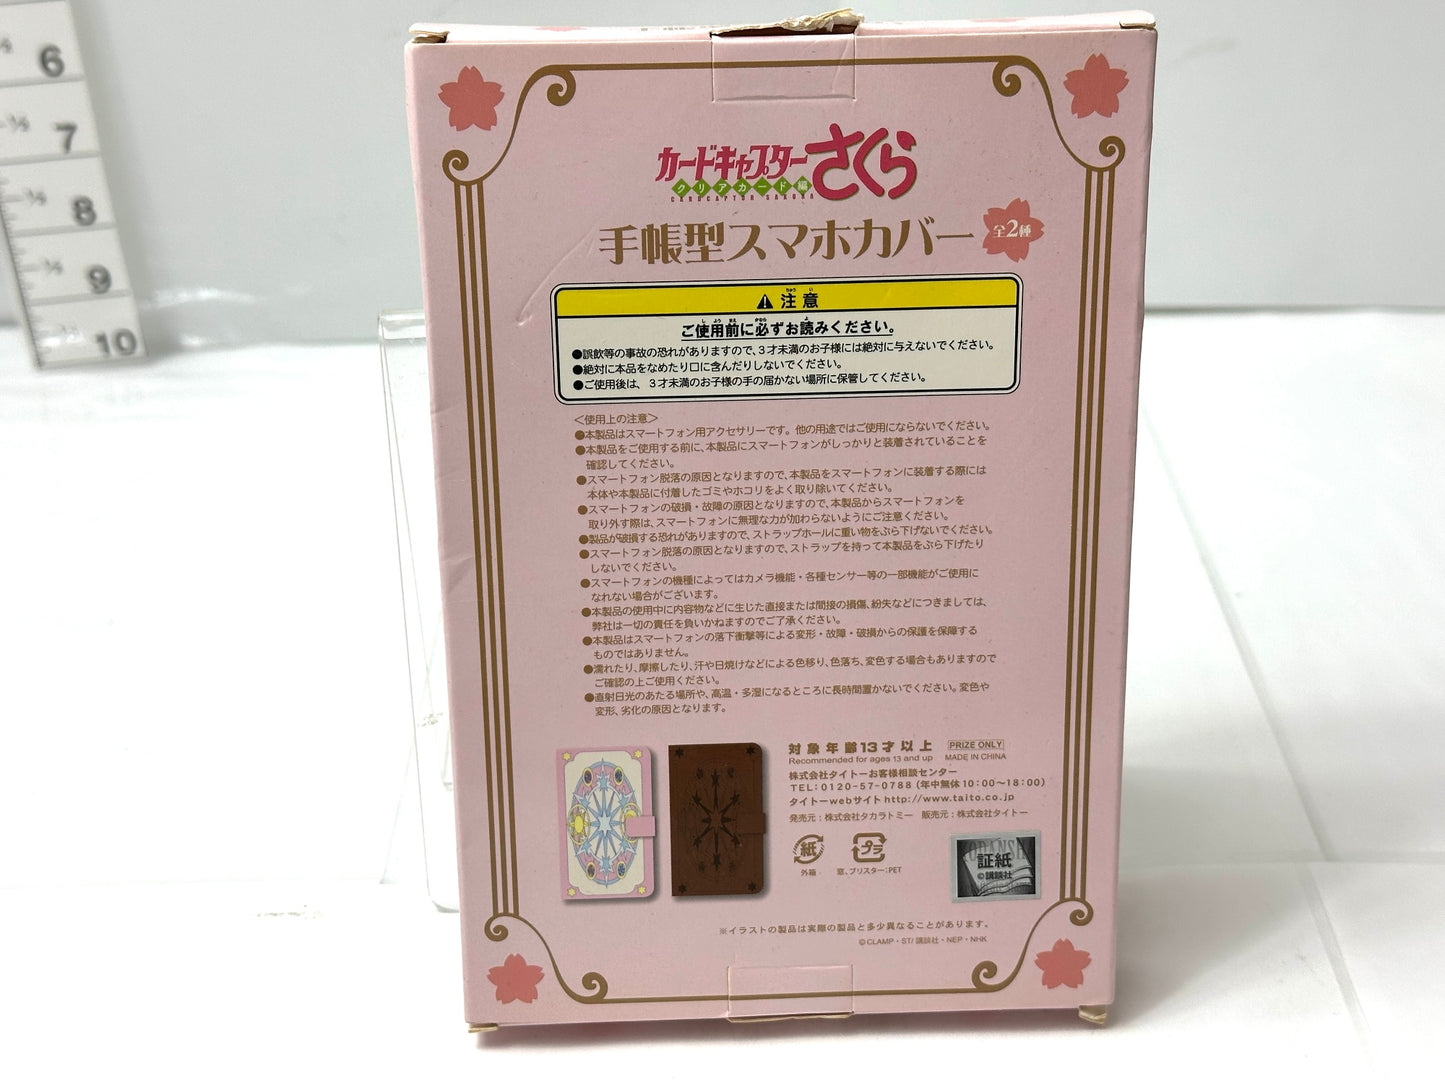 6
7
8
9
10
カードキャプターさくら
クリアカード編
CARDCAPTOR SAKURA
手帳型スマホカバー
全2種
注意
ご使用前に必ずお読みください。
●誤飲等の事故の恐れがありますので、3才未満のお子様には絶対に与えないでください。
●絶対に本品をなめたり口に含んだりしないでください。
●ご使用後は、3才未満のお子様の手の届かない場所に保管してください。
＜使用上の注意＞
●本製品はスマートフォン用アクセサリーです。他の用途ではご使用にならないでください。
●本製品をご使用する前に、本製品にスマートフォンがしっかりと装着されていることを
確認してください。
●スマートフォン脱落の原因となりますので、本製品をスマートフォンに装着する際には
本体や本製品に付着したゴミやホコリをよく取り除いてください。
●スマートフォンの破損・故障の原因となりますので、本製品からスマートフォンを
取り外す際は、スマートフォンに無理な力が加わらないようにご注意ください。
●製品が破損する恐れがありますので、ストラップホールに重い物をぶら下げないでください。
●スマートフォン脱落の原因となりますので、ストラップを持って本製品をぶら下げたり
しないでください。
●スマートフォンの機種によってはカメラ機能・各種センサー等の一部機能がご使用に
なれない場合がございます。
●本製品の使用中に内容物などに生じた直接または間接の損傷、紛失などにつきましては、
弊社は一切の責任を負いかねますのでご了承ください。
●本製品はスマートフォンの落下衝撃等による変形・故障・破損からの保護を保障する
ものではありません。
●濡れたり、摩擦したり、汗や日焼けなどによる色移り、色落ち、変色する場合もありますので
ご確認の上ご使用ください。
●直射日光のあたる場所や、高温・多湿になるところに長時間置かないでください。変色や
変形、劣化の原因となります。
対象年齢13才以上 PRIZE ONLY
Recommended for ages 13 and up MADE IN CHINA
株式会社タイトーお客様相談センター
TEL:0120-57-0788(年中無休10:00～18:00)
タイトーwebサイト http://www.taito.co.jp
発売元：株式会社タカラトミー 販売元：株式会社タイトー
紙
外箱
プラ
窓、ブリスター:PET
証紙
©講談社
※イラストの製品は実際の製品と多少異なることがあります。
©CLAMP・ST/講談社・NEP・NHK